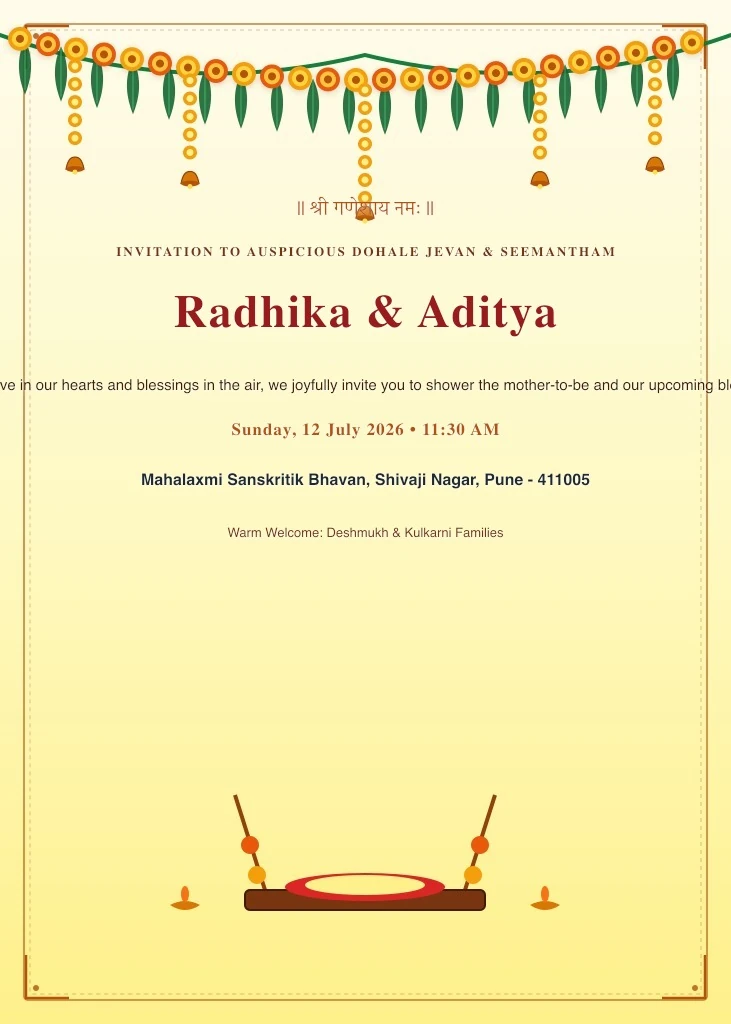 ॥ श्री गणेशाय नमः ॥
INVITATION TO AUSPICIOUS DOHALE JEVAN & SEEMANTHAM
Radhika & Aditya
in our hearts and blessings in the air, we joyfully invite you to shower the mother-to-be and our upcoming
Sunday, 12 July 2026 • 11:30 AM
Mahalaxmi Sanskritik Bhavan, Shivaji Nagar, Pune - 411005
Warm Welcome: Deshmukh & Kulkarni Families